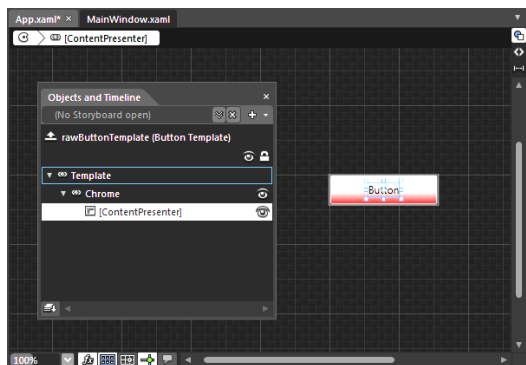 App.xaml* ×
MainWindow.xaml
[ContentPresenter]
Objects and Timeline ×
(No Storyboard open)
rawButtonTemplate (Button Template)
Template
Chrome
[ContentPresenter]
Button
100%